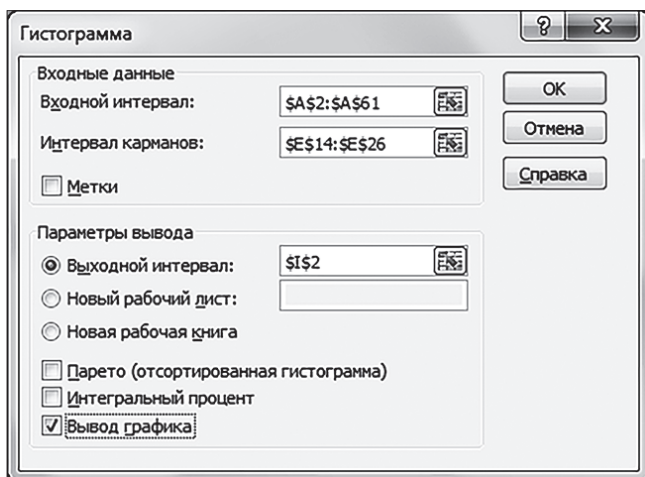 Гистограмма
Входные данные
Входной интервал: $A$2:$A$61
Интервал карманов: $E$14:$E$26
Метки
OK
Отмена
Справка
Параметры вывода
Выходной интервал: $I$2
Новый рабочий лист:
Новая рабочая книга
Парето (отсортированная гистограмма)
Интегральный процент
Вывод графика